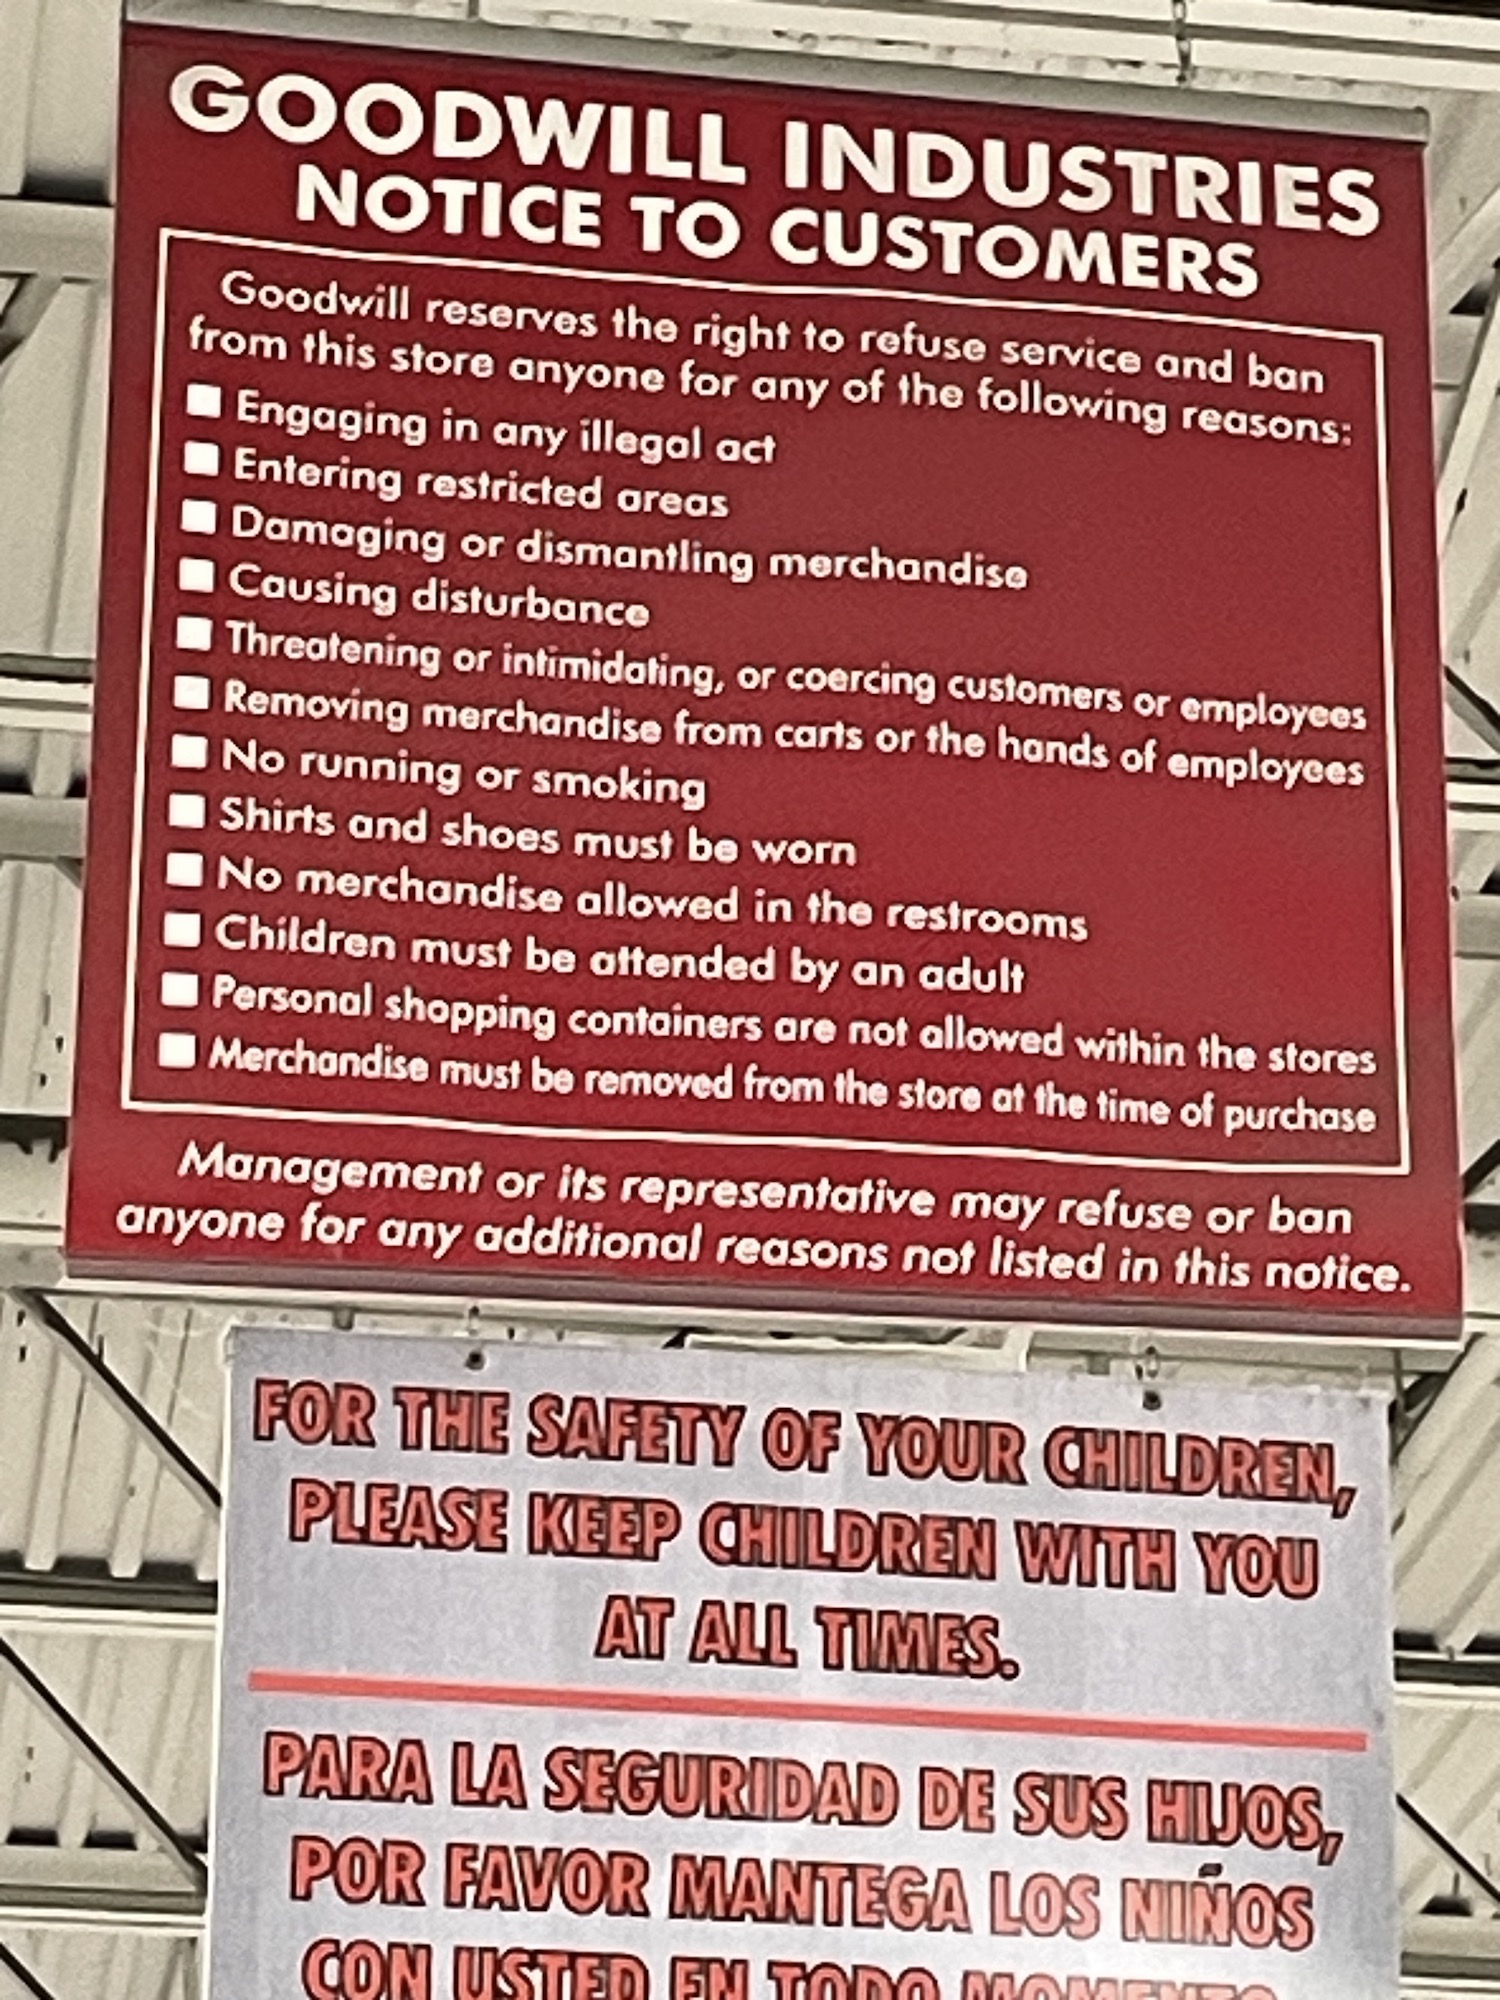 GOODWILL INDUSTRIES
NOTICE TO CUSTOMERS
Goodwill reserves the right to refuse service and ban
from this store anyone for any of the following reasons:
Engaging in any illegal act
Entering restricted areas
Damaging or dismantling merchandise
Causing disturbance
Threatening or intimidating, or coercing customers or employees
Removing merchandise from carts or the hands of employees
No running or smoking
Shirts and shoes must be worn
No merchandise allowed in the restrooms
Children must be attended by an adult
Personal shopping containers are not allowed within the stores
Merchandise must be removed from the store at the time of purchase
Management or its representative may refuse or ban
anyone for any additional reasons not listed in this notice.
FOR THE SAFETY OF YOUR CHILDREN,
PLEASE KEEP CHILDREN WITH YOU
AT ALL TIMES.
PARA LA SEGURIDAD DE SUS HIJOS,
POR FAVOR MANTEGA LOS NIÑOS
CON USTED EN TODO MOMENTO